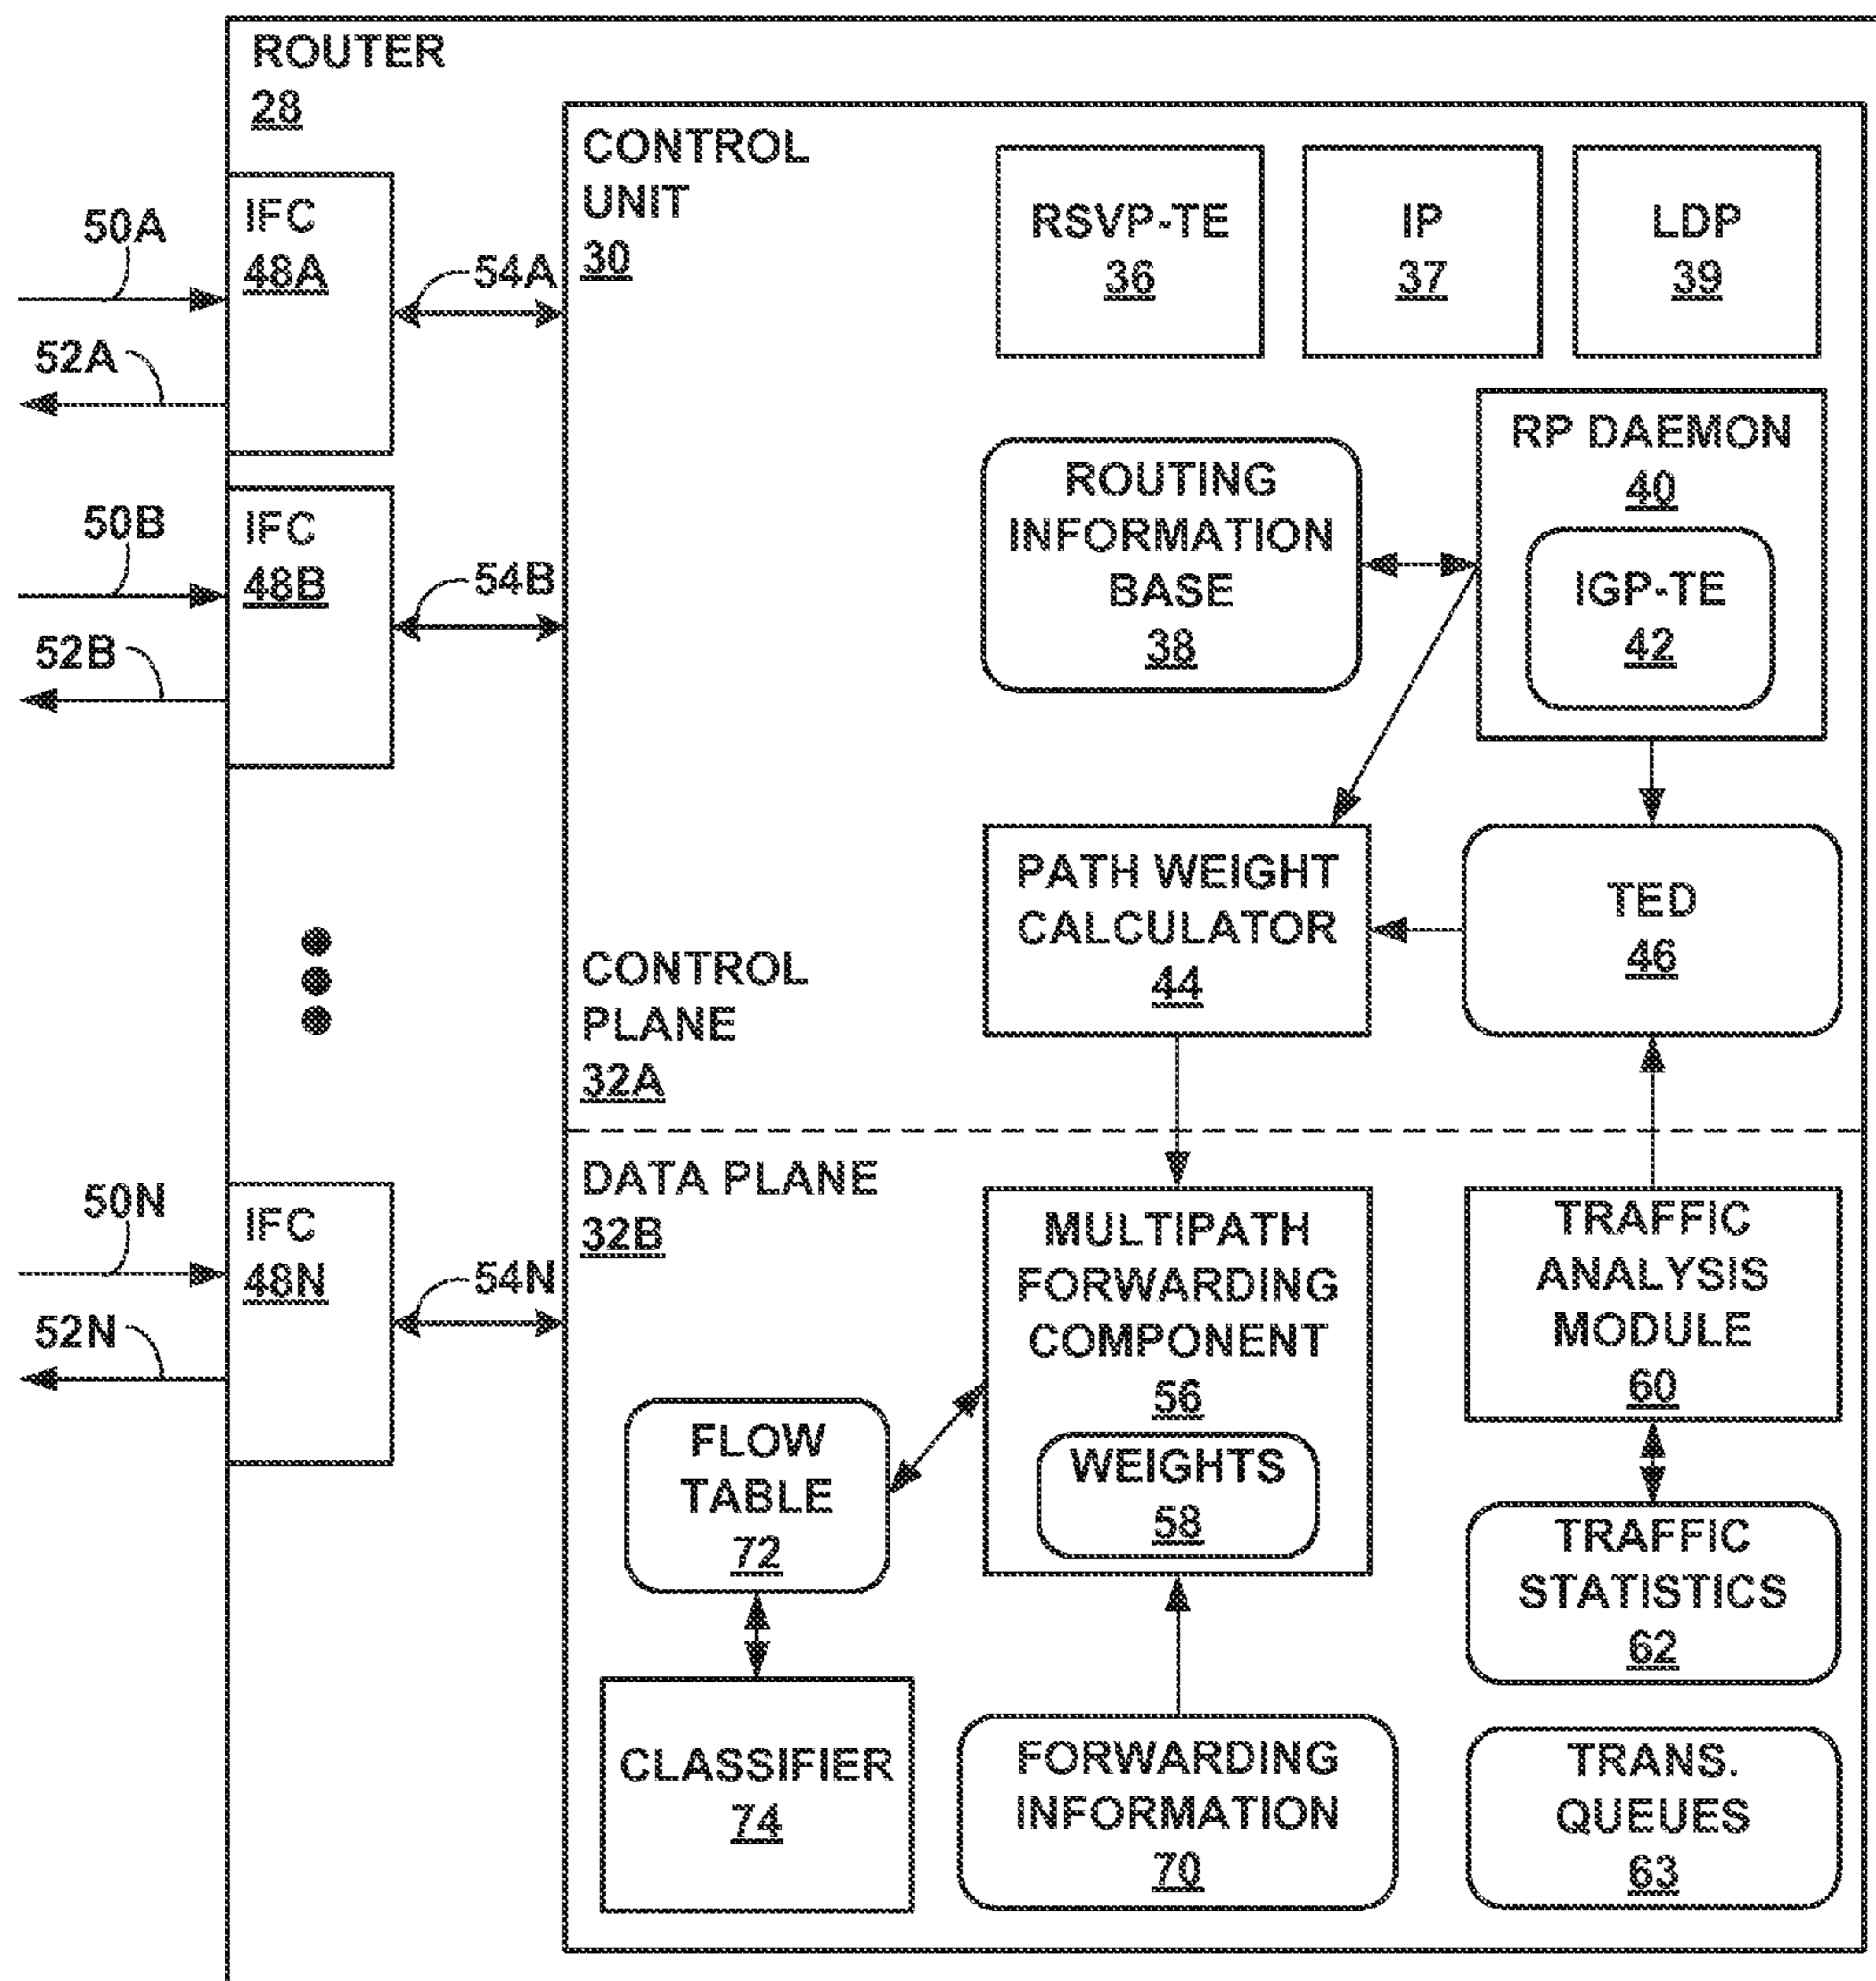 ROUTER
28
CONTROL
UNIT
30
IFC
48A
50A
52A
54A
IFC
48B
50B
52B
54B
IFC
48N
50N
52N
54N
RSVP-TE
36
IP
37
LDP
39
RP DAEMON
40
IGP-TE
42
ROUTING
INFORMATION
BASE
38
PATH WEIGHT
CALCULATOR
44
TED
46
CONTROL
PLANE
32A
DATA PLANE
32B
MULTIPATH
FORWARDING
COMPONENT
56
WEIGHTS
58
TRAFFIC
ANALYSIS
MODULE
60
FLOW
TABLE
72
TRAFFIC
STATISTICS
62
CLASSIFIER
74
FORWARDING
INFORMATION
70
TRANS.
QUEUES
63